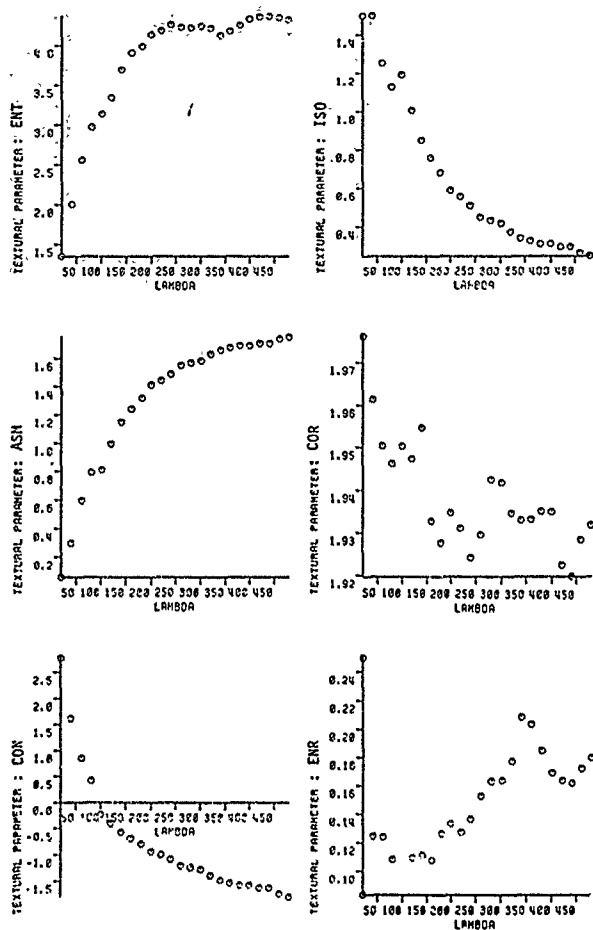 TEXTURAL PARAMETER : ENT
4.0
3.5
3.0
2.5
2.0
1.5
50 100 150 200 250 300 350 400 450
LAMBDA
TEXTURAL PARAMETER : ISO
1.4
1.2
1.0
0.8
0.6
0.4
50 100 150 200 250 300 350 400 450
LAMBDA
TEXTURAL PARAMETER: ASM
1.6
1.4
1.2
1.0
0.8
0.6
0.4
0.2
50 100 150 200 250 300 350 400 450
LAMBDA
TEXTURAL PARAMETER: COR
1.97
1.96
1.95
1.94
1.93
1.92
50 100 150 200 250 300 350 400 450
LAMBDA
TEXTURAL PARAMETER : CON
2.5
2.0
1.5
1.0
0.5
0.0
-0.5
-1.0
-1.5
50 100 150 200 250 300 350 400 450
LAMBDA
TEXTURAL PARAMETER : ENR
0.24
0.22
0.20
0.18
0.16
0.14
0.12
0.10
50 100 150 200 250 300 350 400 450
LAMBDA